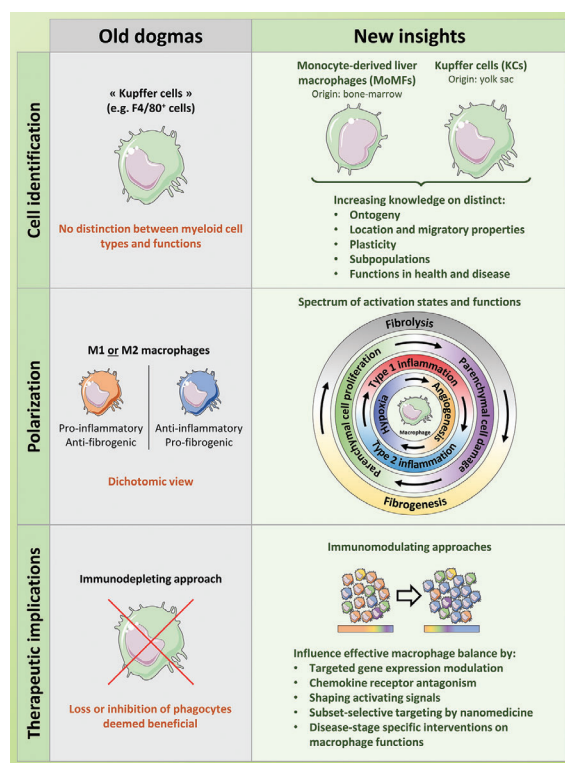 Old dogmas
New insights
Cell identification
« Kupffer cells »
(e.g. F4/80⁺ cells)
No distinction between myeloid cell
types and functions
Monocyte-derived liver
macrophages (MoMFs)
Origin: bone-marrow
Kupffer cells (KCs)
Origin: yolk sac
Increasing knowledge on distinct:
• Ontogeny
• Location and migratory properties
• Plasticity
• Subpopulations
• Functions in health and disease
Polarization
M1 or M2 macrophages
Pro-inflammatory
Anti-fibrogenic
Anti-inflammatory
Pro-fibrogenic
Dichotomic view
Spectrum of activation states and functions
Fibrolysis
Parenchymal cell proliferation
Parenchymal cell damage
Type 1 inflammation
Hypoxia
Angiogenesis
Macrophage
Type 2 inflammation
Fibrogenesis
Therapeutic implications
Immunodepleting approach
Loss or inhibition of phagocytes
deemed beneficial
Immunomodulating approaches
Influence effective macrophage balance by:
• Targeted gene expression modulation
• Chemokine receptor antagonism
• Shaping activating signals
• Subset-selective targeting by nanomedicine
• Disease-stage specific interventions on
macrophage functions